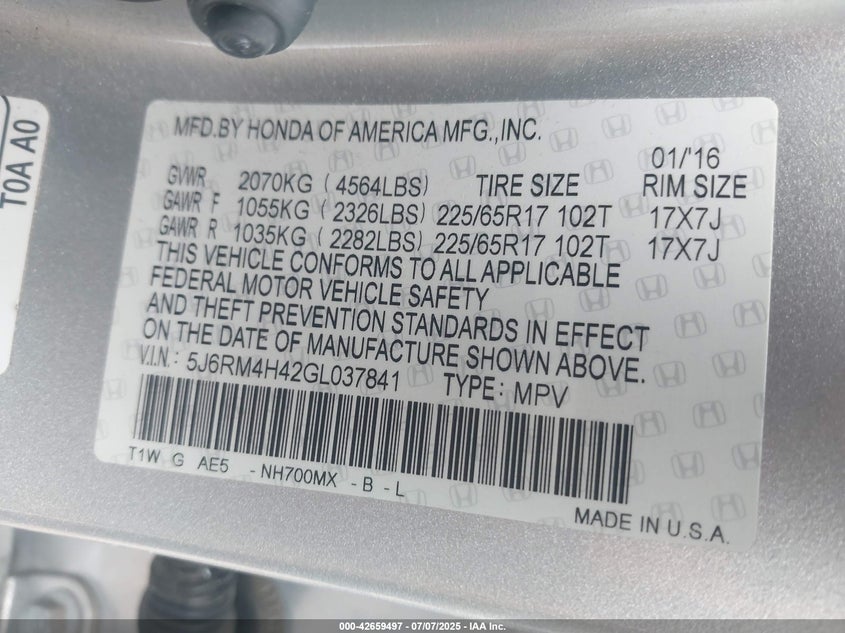 T0A A0
MFD.BY HONDA OF AMERICA MFG.,INC.
01/'16
GVWR 2070KG (4564LBS) TIRE SIZE RIM SIZE
GAWR F 1055KG (2326LBS) 225/65R17 102T 17X7J
GAWR R 1035KG (2282LBS) 225/65R17 102T 17X7J
THIS VEHICLE CONFORMS TO ALL APPLICABLE
FEDERAL MOTOR VEHICLE SAFETY
AND THEFT PREVENTION STANDARDS IN EFFECT
ON THE DATE OF MANUFACTURE SHOWN ABOVE.
V.I.N.: 5J6RM4H42GL037841 TYPE: MPV
T1W G AE5 -NH700MX -B -L
MADE IN U.S.A.
000-42659497 - 07/07/2025 - IAA Inc.